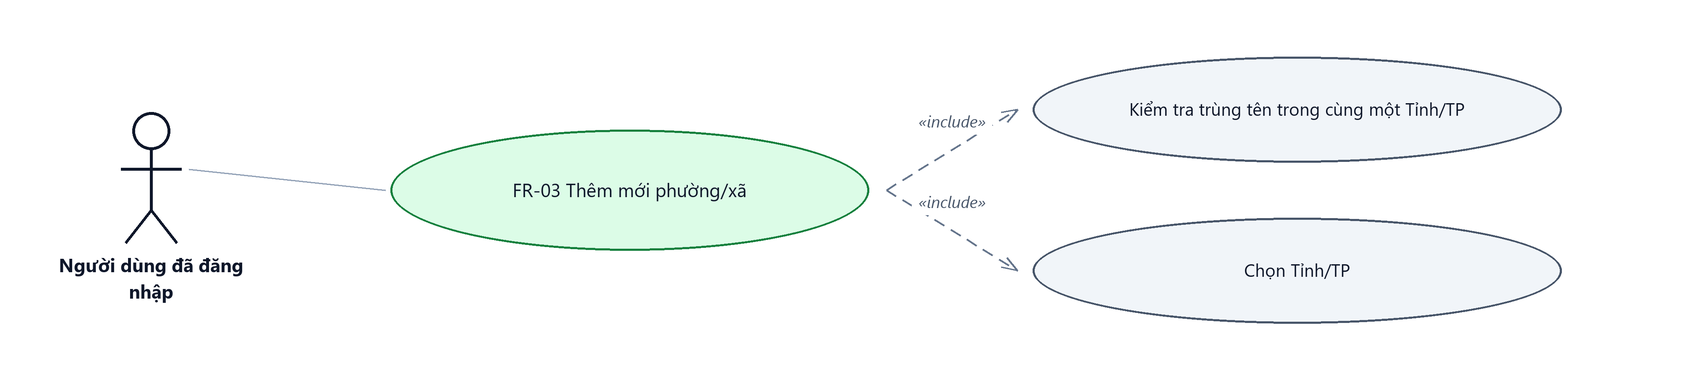 Người dùng đã đăng
nhập
FR-03 Thêm mới phường/xã
«include»
«include»
Kiểm tra trùng tên trong cùng một Tỉnh/TP
Chọn Tỉnh/TP